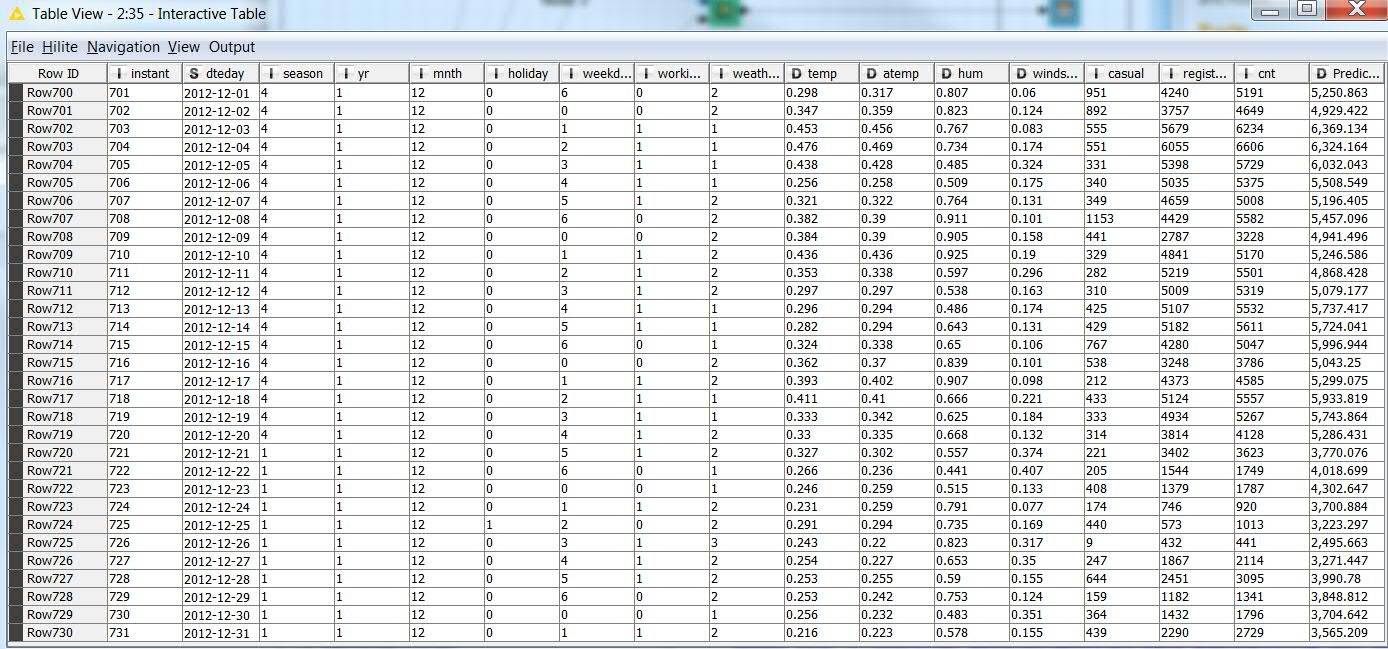 Table View - 2:35 - Interactive Table
File Hilite Navigation View Output
Row ID I instant S dteday I season I yr I mnth I holiday I weekd... I worki... I weath... D temp D atemp D hum D winds... I casual I regist... I cnt D Predic...
Row700 701 2012-12-01 4 1 12 0 6 0 2 0.298 0.317 0.807 0.06 951 4240 5191 5,250.863
Row701 702 2012-12-02 4 1 12 0 0 0 2 0.347 0.359 0.823 0.124 892 3757 4649 4,929.422
Row702 703 2012-12-03 4 1 12 0 1 1 1 0.453 0.456 0.767 0.083 555 5679 6234 6,369.134
Row703 704 2012-12-04 4 1 12 0 2 1 1 0.476 0.469 0.734 0.174 551 6055 6606 6,324.164
Row704 705 2012-12-05 4 1 12 0 3 1 1 0.438 0.428 0.485 0.324 331 5398 5729 6,032.043
Row705 706 2012-12-06 4 1 12 0 4 1 1 0.256 0.258 0.509 0.175 340 5035 5375 5,508.549
Row706 707 2012-12-07 4 1 12 0 5 1 2 0.321 0.322 0.764 0.131 349 4659 5008 5,196.405
Row707 708 2012-12-08 4 1 12 0 6 0 2 0.382 0.39 0.911 0.101 1153 4429 5582 5,457.096
Row708 709 2012-12-09 4 1 12 0 0 0 2 0.384 0.39 0.905 0.158 441 2787 3228 4,941.496
Row709 710 2012-12-10 4 1 12 0 1 1 2 0.436 0.436 0.925 0.19 329 4841 5170 5,246.586
Row710 711 2012-12-11 4 1 12 0 2 1 2 0.353 0.338 0.597 0.296 282 5219 5501 4,868.428
Row711 712 2012-12-12 4 1 12 0 3 1 2 0.297 0.297 0.538 0.163 310 5009 5319 5,079.177
Row712 713 2012-12-13 4 1 12 0 4 1 1 0.296 0.294 0.486 0.174 425 5107 5532 5,737.417
Row713 714 2012-12-14 4 1 12 0 5 1 1 0.282 0.294 0.643 0.131 429 5182 5611 5,724.041
Row714 715 2012-12-15 4 1 12 0 6 0 1 0.324 0.338 0.65 0.106 767 4280 5047 5,996.944
Row715 716 2012-12-16 4 1 12 0 0 0 2 0.362 0.37 0.839 0.101 538 3248 3786 5,043.25
Row716 717 2012-12-17 4 1 12 0 1 1 2 0.393 0.402 0.907 0.098 212 4373 4585 5,299.075
Row717 718 2012-12-18 4 1 12 0 2 1 1 0.411 0.41 0.666 0.221 433 5124 5557 5,933.819
Row718 719 2012-12-19 4 1 12 0 3 1 1 0.333 0.342 0.625 0.184 333 4934 5267 5,743.864
Row719 720 2012-12-20 4 1 12 0 4 1 2 0.33 0.335 0.668 0.132 314 3814 4128 5,286.431
Row720 721 2012-12-21 1 1 12 0 5 1 2 0.327 0.302 0.557 0.374 221 3402 3623 3,770.076
Row721 722 2012-12-22 1 1 12 0 6 0 1 0.266 0.236 0.441 0.407 205 1544 1749 4,018.699
Row722 723 2012-12-23 1 1 12 0 0 0 1 0.246 0.259 0.515 0.133 408 1379 1787 4,302.647
Row723 724 2012-12-24 1 1 12 0 1 1 2 0.231 0.259 0.791 0.077 174 746 920 3,700.884
Row724 725 2012-12-25 1 1 12 1 2 0 2 0.291 0.294 0.735 0.169 440 573 1013 3,223.297
Row725 726 2012-12-26 1 1 12 0 3 1 3 0.243 0.22 0.823 0.317 9 432 441 2,495.663
Row726 727 2012-12-27 1 1 12 0 4 1 2 0.254 0.227 0.653 0.35 247 1867 2114 3,271.447
Row727 728 2012-12-28 1 1 12 0 5 1 2 0.253 0.255 0.59 0.155 644 2451 3095 3,990.78
Row728 729 2012-12-29 1 1 12 0 6 0 2 0.253 0.242 0.753 0.124 159 1182 1341 3,848.812
Row729 730 2012-12-30 1 1 12 0 0 0 1 0.256 0.232 0.483 0.351 364 1432 1796 3,704.642
Row730 731 2012-12-31 1 1 12 0 1 1 2 0.216 0.223 0.578 0.155 439 2290 2729 3,565.209